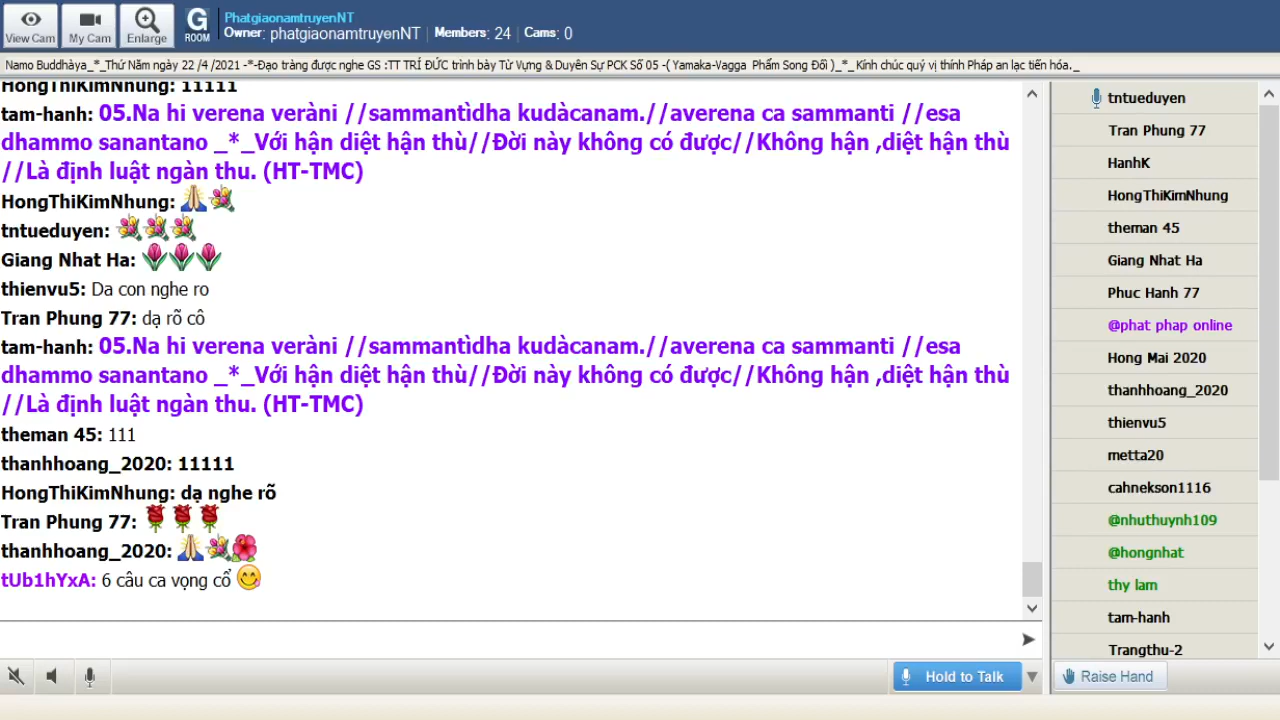 View Cam
My Cam
Enlarge
G
ROOM
PhatgiaonamtruyenNT
Owner: phatgiaonamtruyenNT | Members: 24 | Cams: 0
Namo Buddhàya_*_Thứ Năm ngày 22 /4 /2021 -*-Đạo tràng được nghe GS :TT TRÍ ĐỨC trình bày Từ Vựng & Duyên Sự PCK Số 05 -( Yamaka-Vagga Phẩm Song Đối )_*_ Kính chúc quý vị thính Pháp an lạc tiến hóa._
HongThiKimNhung: 11111
tam-hanh: 05.Na hi verena veràni //sammantìdha kudàcanam.//averena ca sammanti //esa
dhammo sanantano _*_Với hận diệt hận thù//Đời này không có được//Không hận ,diệt hận thù
//Là định luật ngàn thu. (HT-TMC)
HongThiKimNhung:
tntueduyen:
Giang Nhat Ha:
thienvu5: Da con nghe ro
Tran Phung 77: dạ rõ cô
tam-hanh: 05.Na hi verena veràni //sammantìdha kudàcanam.//averena ca sammanti //esa
dhammo sanantano _*_Với hận diệt hận thù//Đời này không có được//Không hận ,diệt hận thù
//Là định luật ngàn thu. (HT-TMC)
theman 45: 111
thanhhoang_2020: 11111
HongThiKimNhung: dạ nghe rõ
Tran Phung 77:
thanhhoang_2020:
tUb1hYxA: 6 câu ca vọng cổ
tntueduyen
Tran Phung 77
HanhK
HongThiKimNhung
theman 45
Giang Nhat Ha
Phuc Hanh 77
@phat phap online
Hong Mai 2020
thanhhoang_2020
thienvu5
metta20
cahnekson1116
@nhuthuynh109
@hongnhat
thy lam
tam-hanh
Trangthu-2
Hold to Talk
Raise Hand